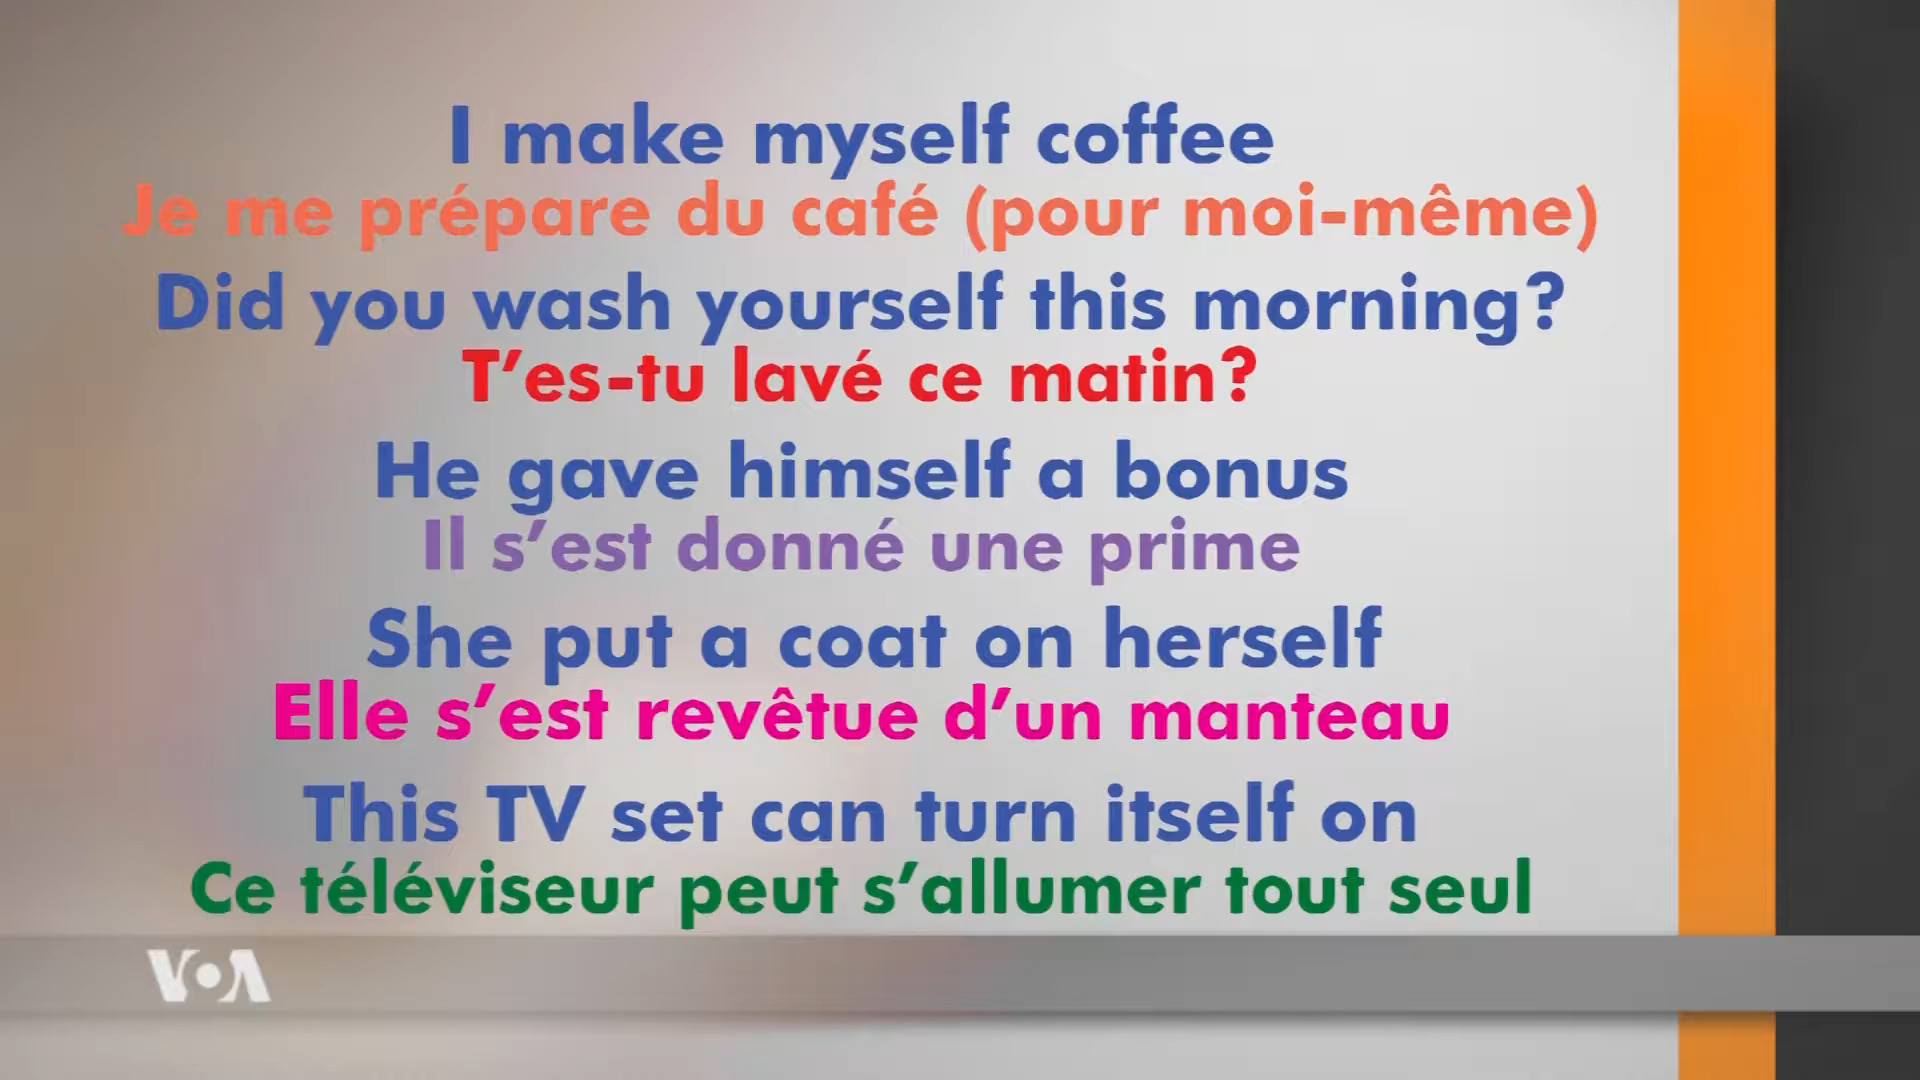 I make myself coffee
Je me prépare du café (pour moi-même)
Did you wash yourself this morning?
T’es-tu lavé ce matin?
He gave himself a bonus
Il s’est donné une prime
She put a coat on herself
Elle s’est revêtue d’un manteau
This TV set can turn itself on
Ce téléviseur peut s’allumer tout seul
VOA